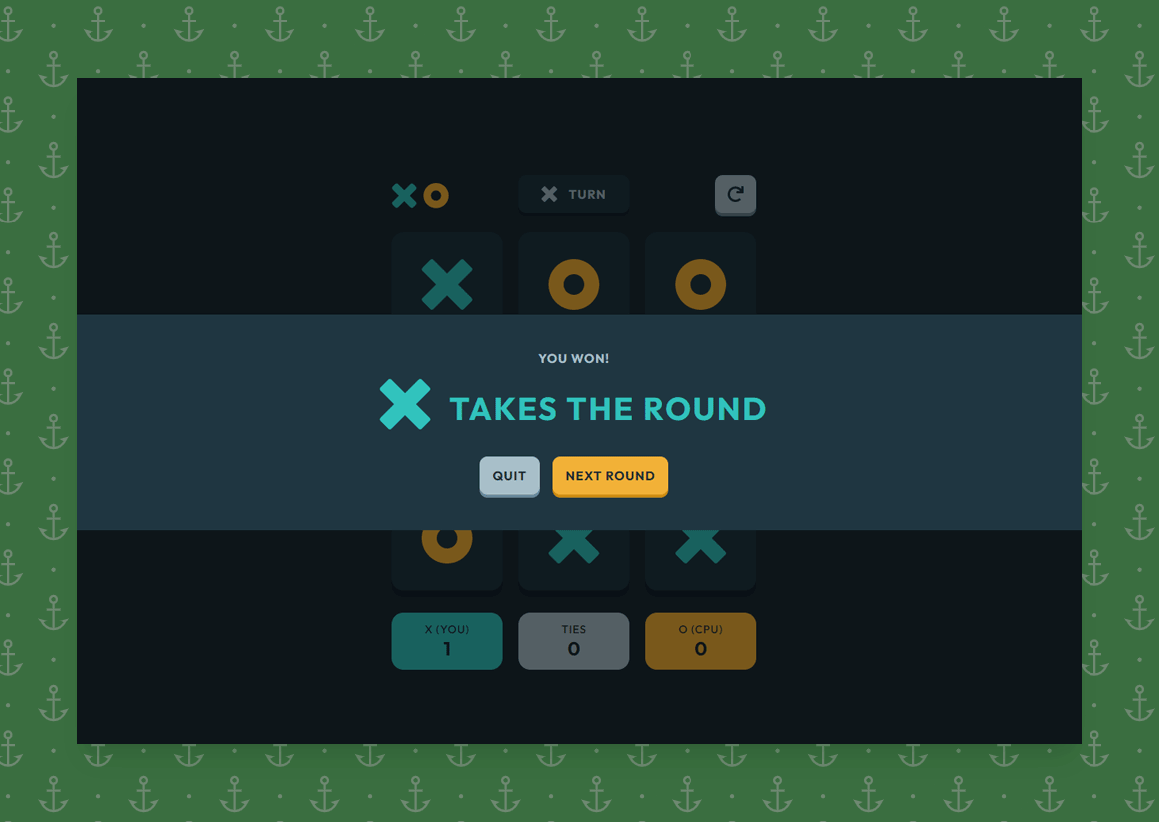 TURN
YOU WON!
TAKES THE ROUND
QUIT
NEXT ROUND
X (YOU)
1
TIES
0
O (CPU)
0